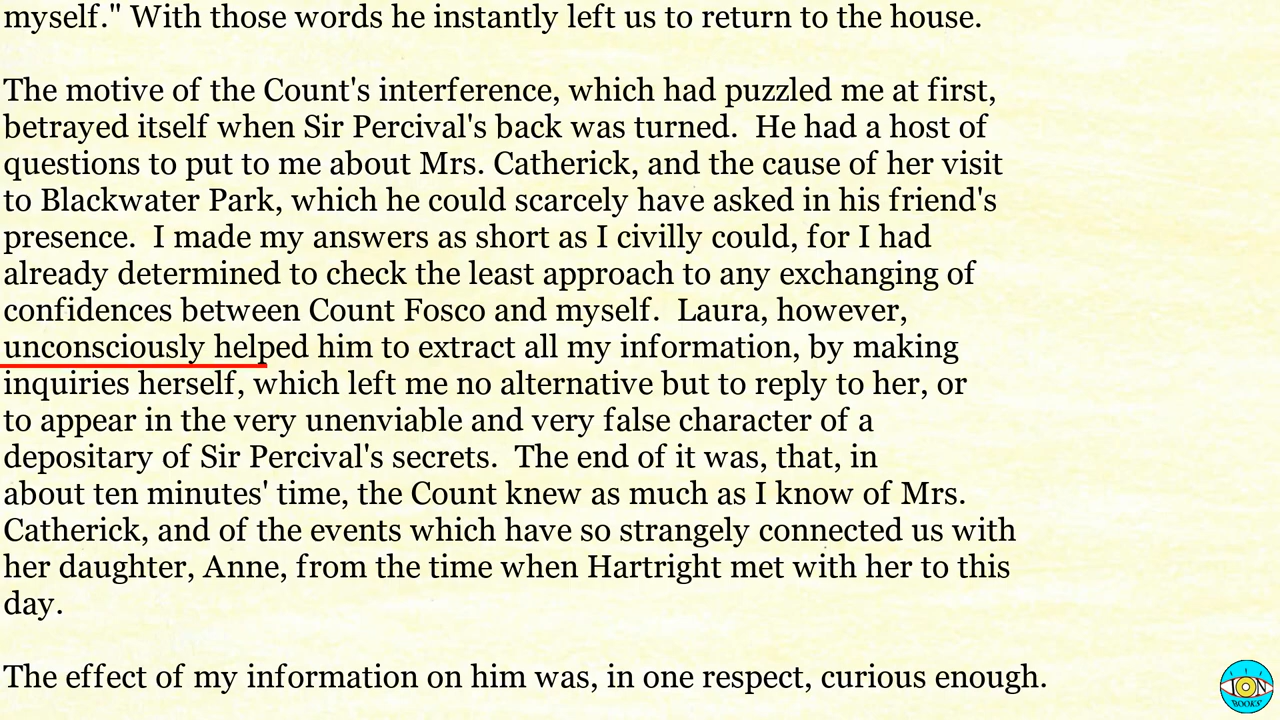 myself." With those words he instantly left us to return to the house.
The motive of the Count's interference, which had puzzled me at first,
betrayed itself when Sir Percival's back was turned.  He had a host of
questions to put to me about Mrs. Catherick, and the cause of her visit
to Blackwater Park, which he could scarcely have asked in his friend's
presence.  I made my answers as short as I civilly could, for I had
already determined to check the least approach to any exchanging of
confidences between Count Fosco and myself.  Laura, however,
unconsciously helped him to extract all my information, by making
inquiries herself, which left me no alternative but to reply to her, or
to appear in the very unenviable and very false character of a
depositary of Sir Percival's secrets.  The end of it was, that, in
about ten minutes' time, the Count knew as much as I know of Mrs.
Catherick, and of the events which have so strangely connected us with
her daughter, Anne, from the time when Hartright met with her to this
day.
The effect of my information on him was, in one respect, curious enough.
ION
BOOKS